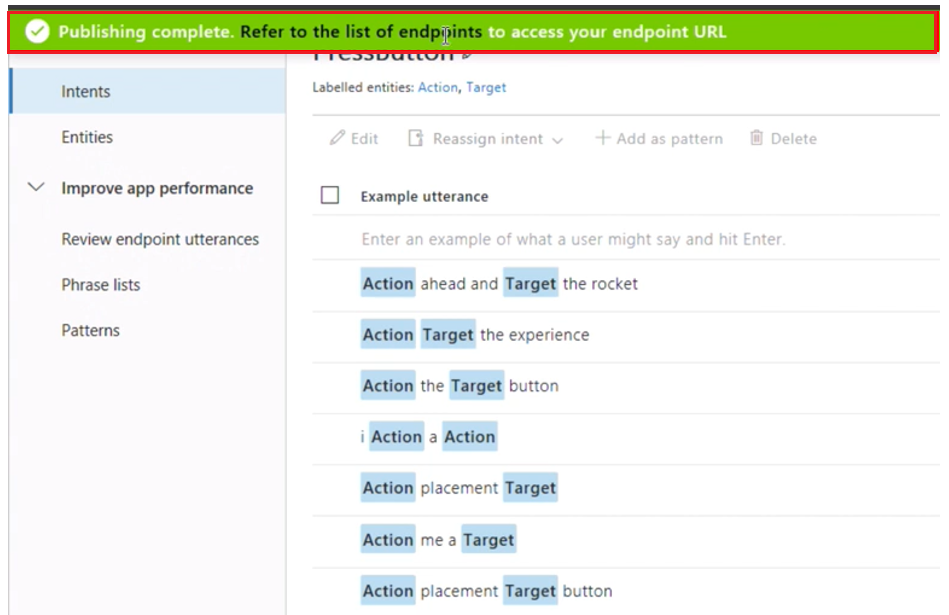 Publishing complete. Refer to the list of endpoints to access your endpoint URL
PressButton
Intents
Labelled entities: Action, Target
Entities
Edit
Reassign intent
Add as pattern
Delete
Improve app performance
Example utterance
Review endpoint utterances
Enter an example of what a user might say and hit Enter.
Phrase lists
Action ahead and Target the rocket
Patterns
Action Target the experience
Action the Target button
i Action a Action
Action placement Target
Action me a Target
Action placement Target button